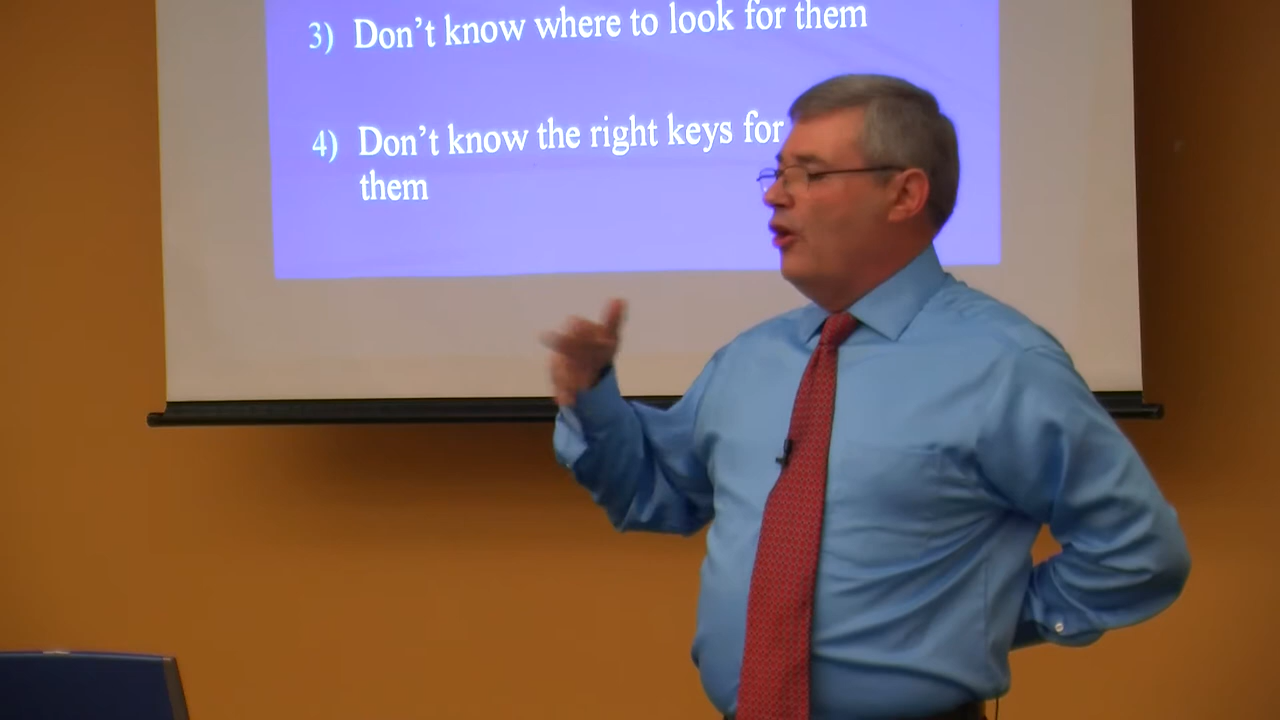 3) Don't know where to look for them
4) Don't know the right keys for
them